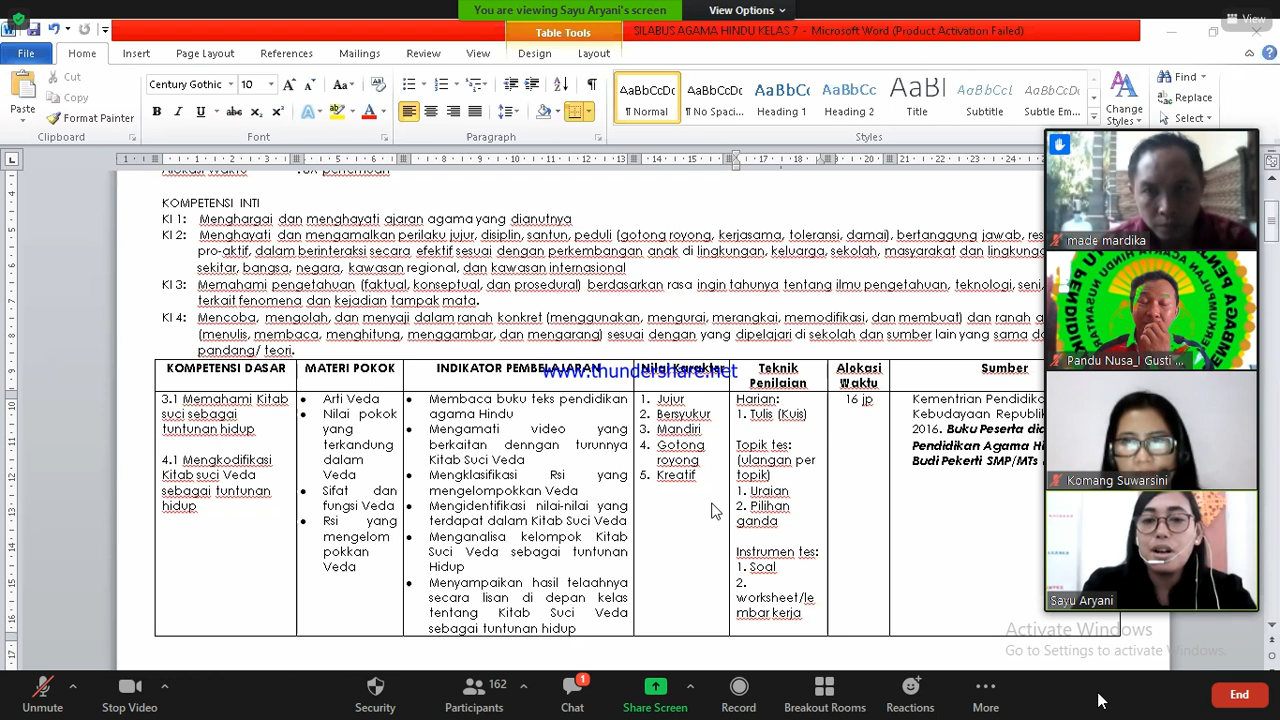 You are viewing Sayu Aryani's screen
View Options
View
Table Tools
SILABUS AGAMA HINDU KELAS 7 - Microsoft Word (Product Activation Failed)
File
Home
Insert
Page Layout
References
Mailings
Review
View
Design
Layout
Paste
Cut
Copy
Format Painter
Clipboard
Century Gothic
10
Font
Paragraph
AaBbCcDc
¶ Normal
AaBbCcDc
¶ No Spaci...
AaBbCc
Heading 1
AaBbCc
Heading 2
AaBl
Title
AaBbCcL
Subtitle
AaBbCcDc
Subtle Em...
Change
Styles
Styles
Find
Replace
Select
Alokasi Waktu
pertemuan
KOMPETENSI INTI
KI 1: Menghargai dan menghayati ajaran agama yang dianutnya
KI 2: Menghayati dan mengamalkan perilaku jujur, disiplin, santun, peduli (gotong royong, kerjasama, toleransi, damai), bertanggung jawab, res
pro-aktif, dalam berinteraksi secara efektif sesuai dengan perkembangan anak di lingkungan, keluarga, sekolah, masyarakat dan lingkung
sekitar, bangsa, negara, kawasan regional, dan kawasan internasional
KI 3: Memahami pengetahuan (faktual, konseptual, dan posedural) berdasarkan rasa ingin tahunya tentang ilmu pengetahuan, teknologi, seni,
terkait fenomena dan kejadian tampak mata.
KI 4: Mencoba, mengolah, dan menyaji dalam ranah konkret (menggunakan, mengurai, merangkai, memodifikasi, dan membuat) dan ranah a
(menulis, membaca, menghitung, menggambar, dan mengarang) sesuai dengan yang dipelajari di sekolah dan sumber lain yang sama da
pandang/ teori.
KOMPETENSI DASAR
3.1 Memahami Kitab
suci sebagai
tuntunan hidup
4.1 Mengkodifikasi
Kitab suci Veda
sebagai tuntunan
hidup
MATERI POKOK
• Arti Veda
• Nilai pokok
yang
terkandung
dalam
Veda
• Sifat dan
fungsi Veda
• Rsi yang
mengelom
pokkan
Veda
INDIKATOR PEMBELAJARAN
• Membaca buku teks pendidikan
agama Hindu
• Mengamati video yang
berkaitan denngan turunnya
Kitab Suci Veda
• Mengklasifikasi Rsi yang
mengelompokkan Veda
• Mengidentifikasi nilai-nilai yang
terdapat dalam Kitab Suci Veda
• Menganalisa kelompok Kitab
Suci Veda sebagai tuntunan
Hidup
• Menyampaikan hasil telaahnya
secara lisan di depan kelas
tentang Kitab Suci Veda
sebagai tuntunan hidup
Nilai Karakter
www.thundershare.net
1. Jujur
2. Bersyukur
3. Mandiri
4. Gotong
royong
5. Kreatif
Teknik
Penilaian
Harian:
1. Tulis (Kuis)
Topik tes:
(ulangan per
topik)
1. Uraian
2. Pilihan
ganda
Instrumen tes:
1. Soal
2.
worksheet/le
mbar kerja
Alokasi
Waktu
16 jp
Sumber
Kementrian Pendidika
Kebudayaan Republik
2016. Buku Peserta did
Pendidikan Agama H
Budi Pekerti SMP/MTs
made mardika
Pandu Nusa_I Gusti ...
Komang Suwarsini
Sayu Aryani
Activate Windows
Go to Settings to activate Windows.
Unmute
Stop Video
Security
162
Participants
1
Chat
Share Screen
Record
Breakout Rooms
Reactions
More
End